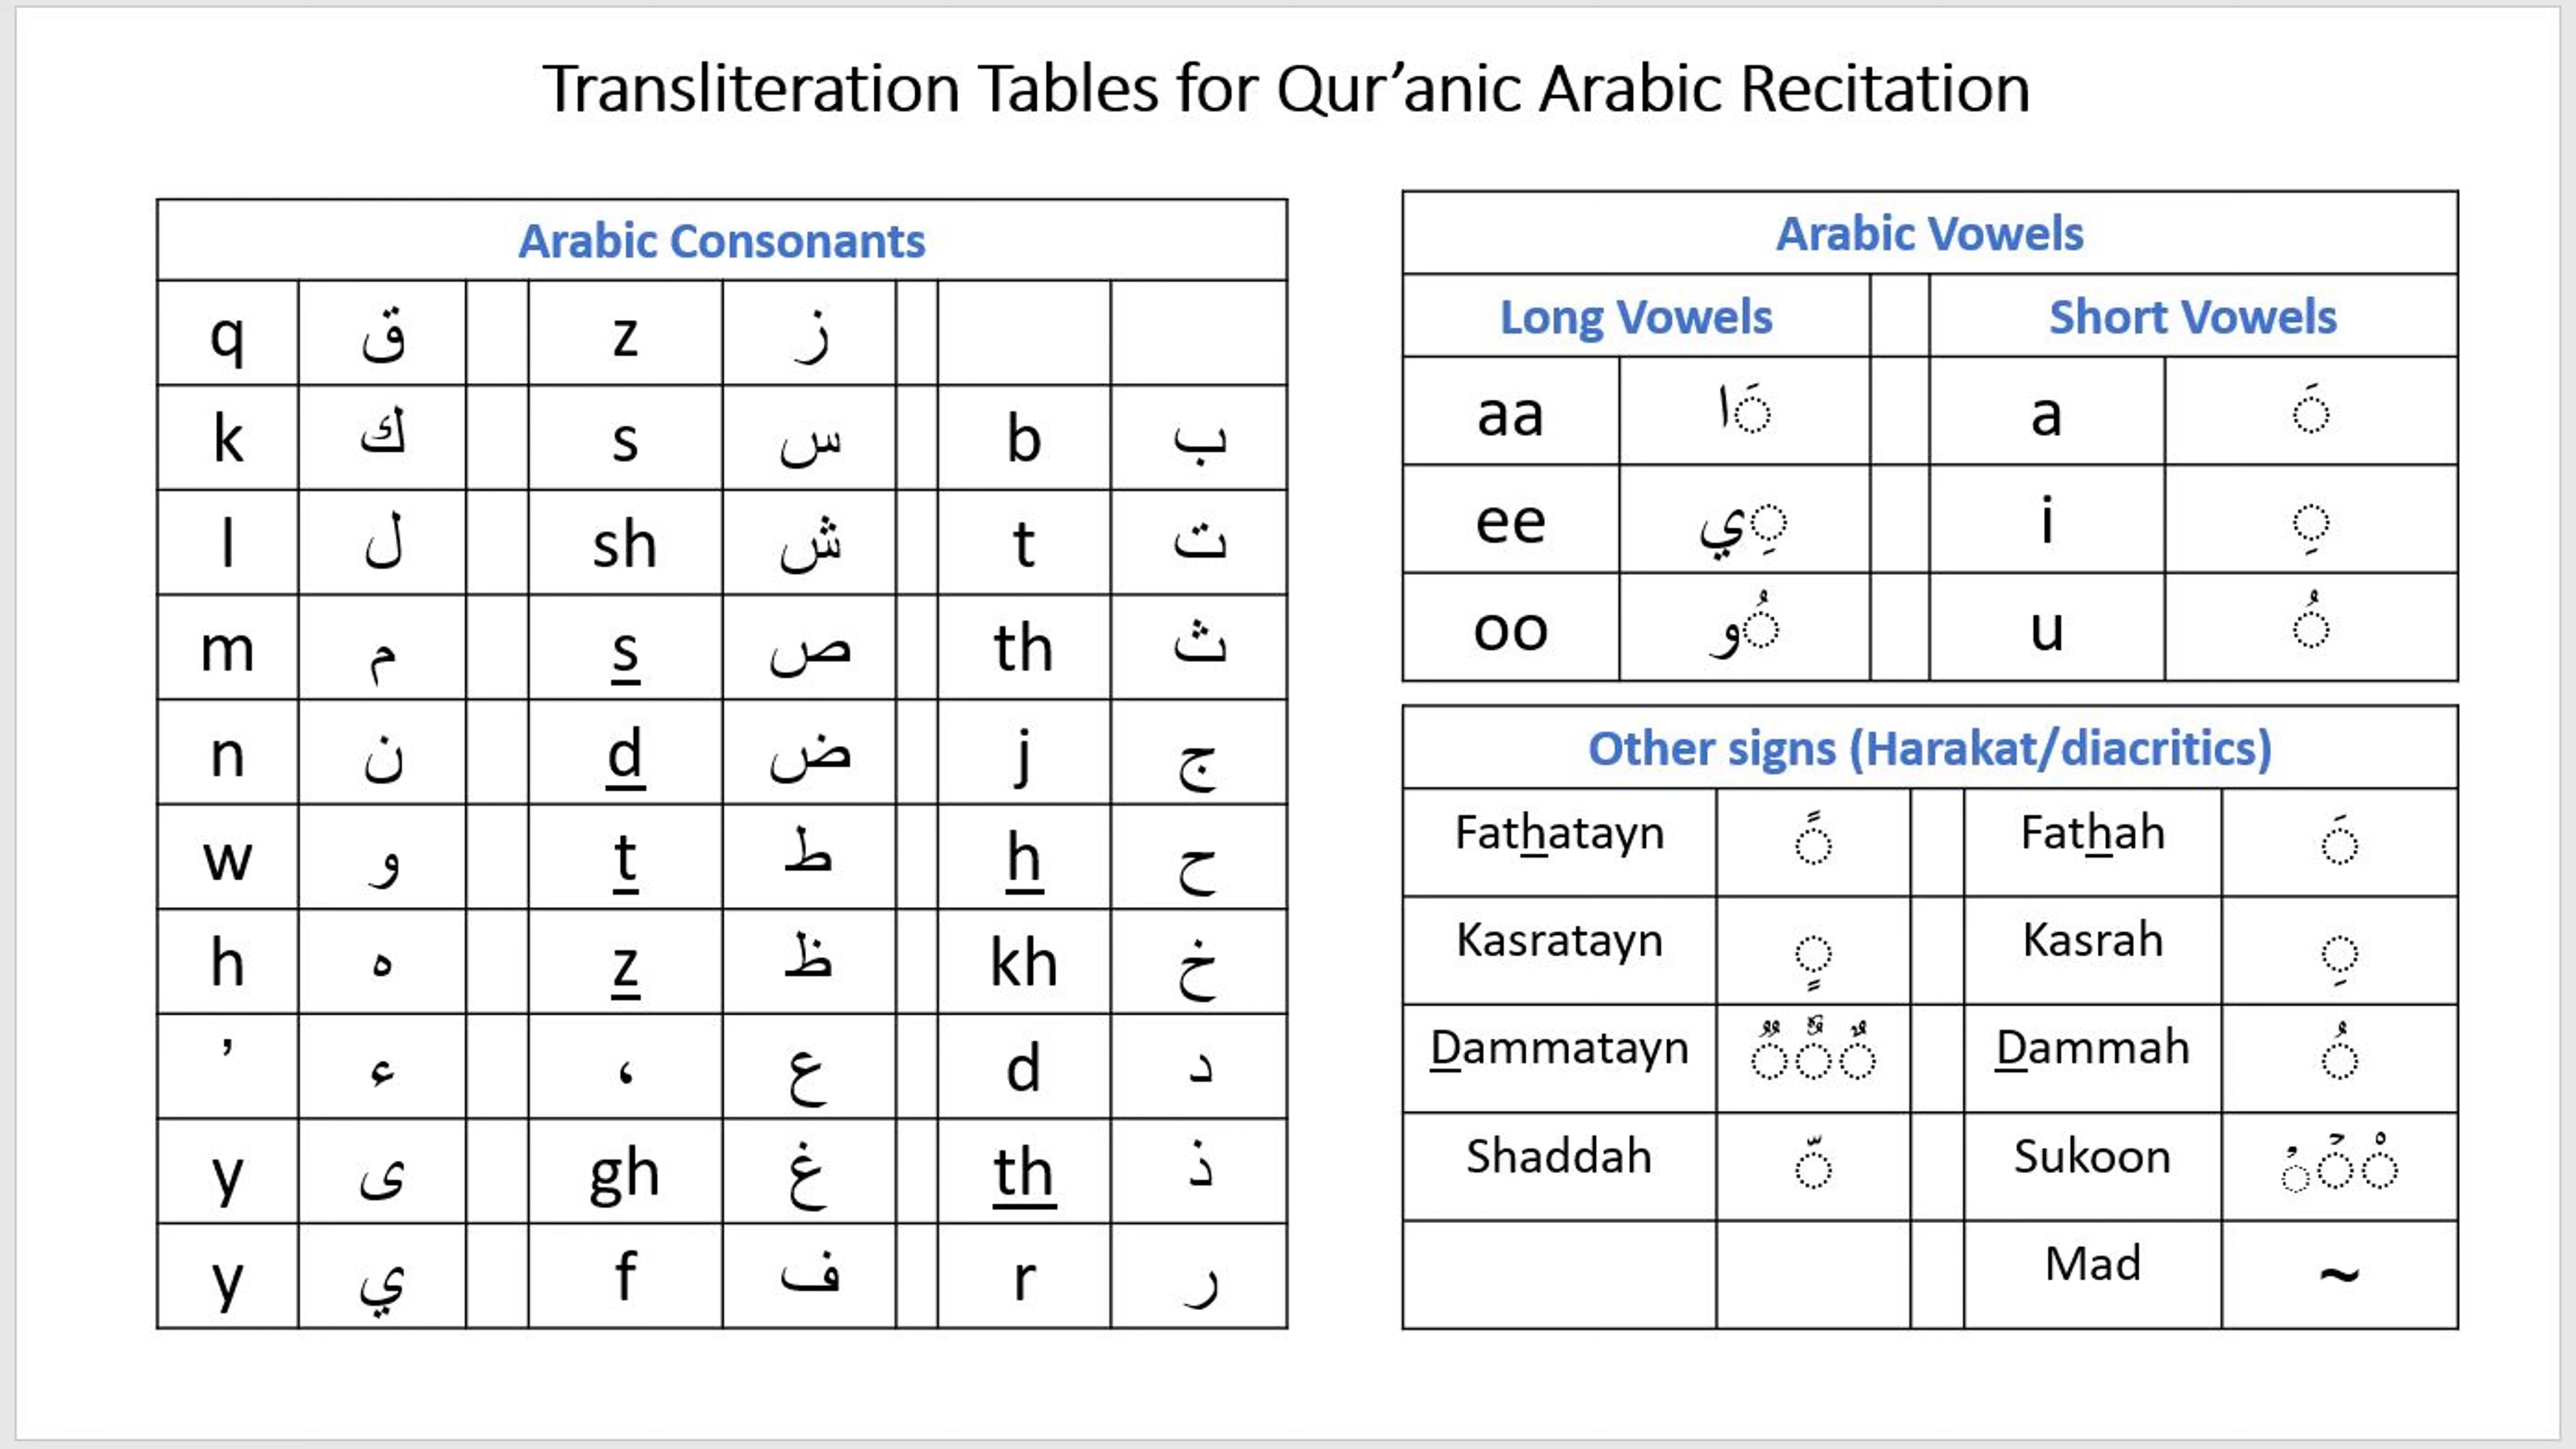 Transliteration Tables for Qur’anic Arabic Recitation
Arabic Consonants
q ق z ز
k ك s س b ب
l ل sh ش t ت
m م s ص th ث
n ن d ض j ج
w و t ط h ح
h ه z ظ kh خ
’ ء ‘ ع d د
y ى gh غ th ذ
y ي f ف r ر
Arabic Vowels
Long Vowels Short Vowels
aa ◌َا a ◌َ
ee ◌ِي i ◌ِ
oo ◌ُو u ◌ُ
Other signs (Harakat/diacritics)
Fathatayn ◌ً Fathah ◌َ
Kasratayn ◌ٍ Kasrah ◌ِ
Dammatayn ◌ٌ Dammah ◌ُ
Shaddah ◌ّ Sukoon ◌ْ
Mad ~